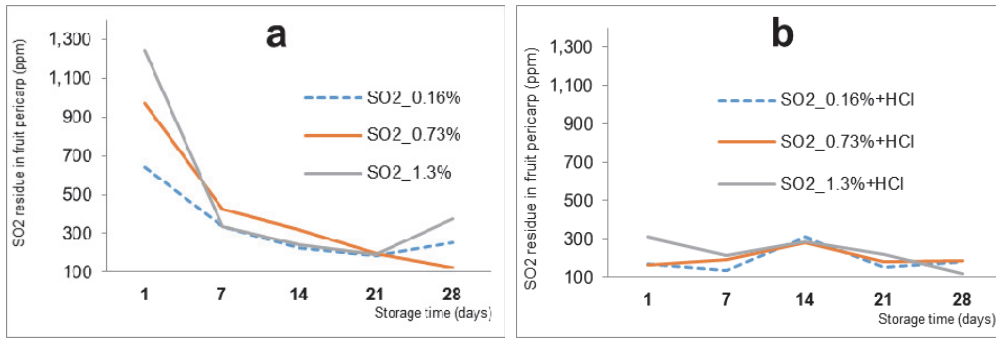 a
SO2 residue in fruit pericarp (ppm)
1,300
1,100
900
700
500
300
100
SO2_0.16%
SO2_0.73%
SO2_1.3%
1 7 14 21 28
Storage time (days)
b
SO2 residue in fruit pericarp (ppm)
1,300
1,100
900
700
500
300
100
SO2_0.16%+HCl
SO2_0.73%+HCl
SO2_1.3%+HCl
1 7 14 21 28
Storage time (days)